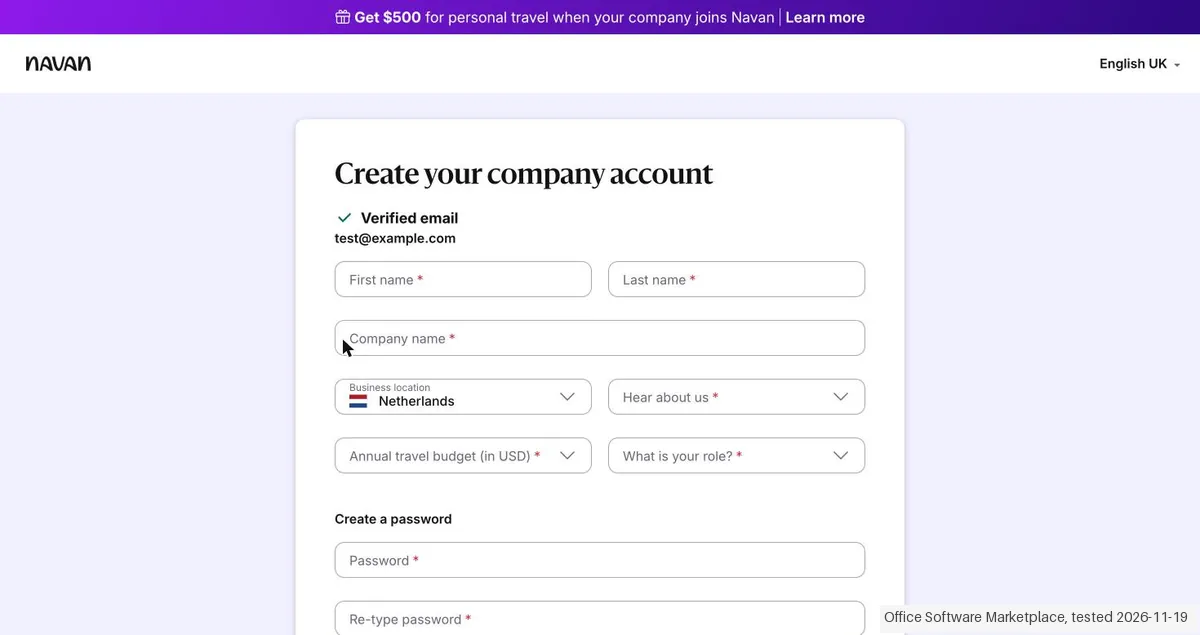 Get $500 for personal travel when your company joins Navan | Learn more
NAVAN
English UK
Create your company account
Verified email
test@example.com
First name *
Last name *
Company name *
Business location
Netherlands
Hear about us *
Annual travel budget (in USD) *
What is your role? *
Create a password
Password *
Re-type password *
Office Software Marketplace, tested 2026-11-19